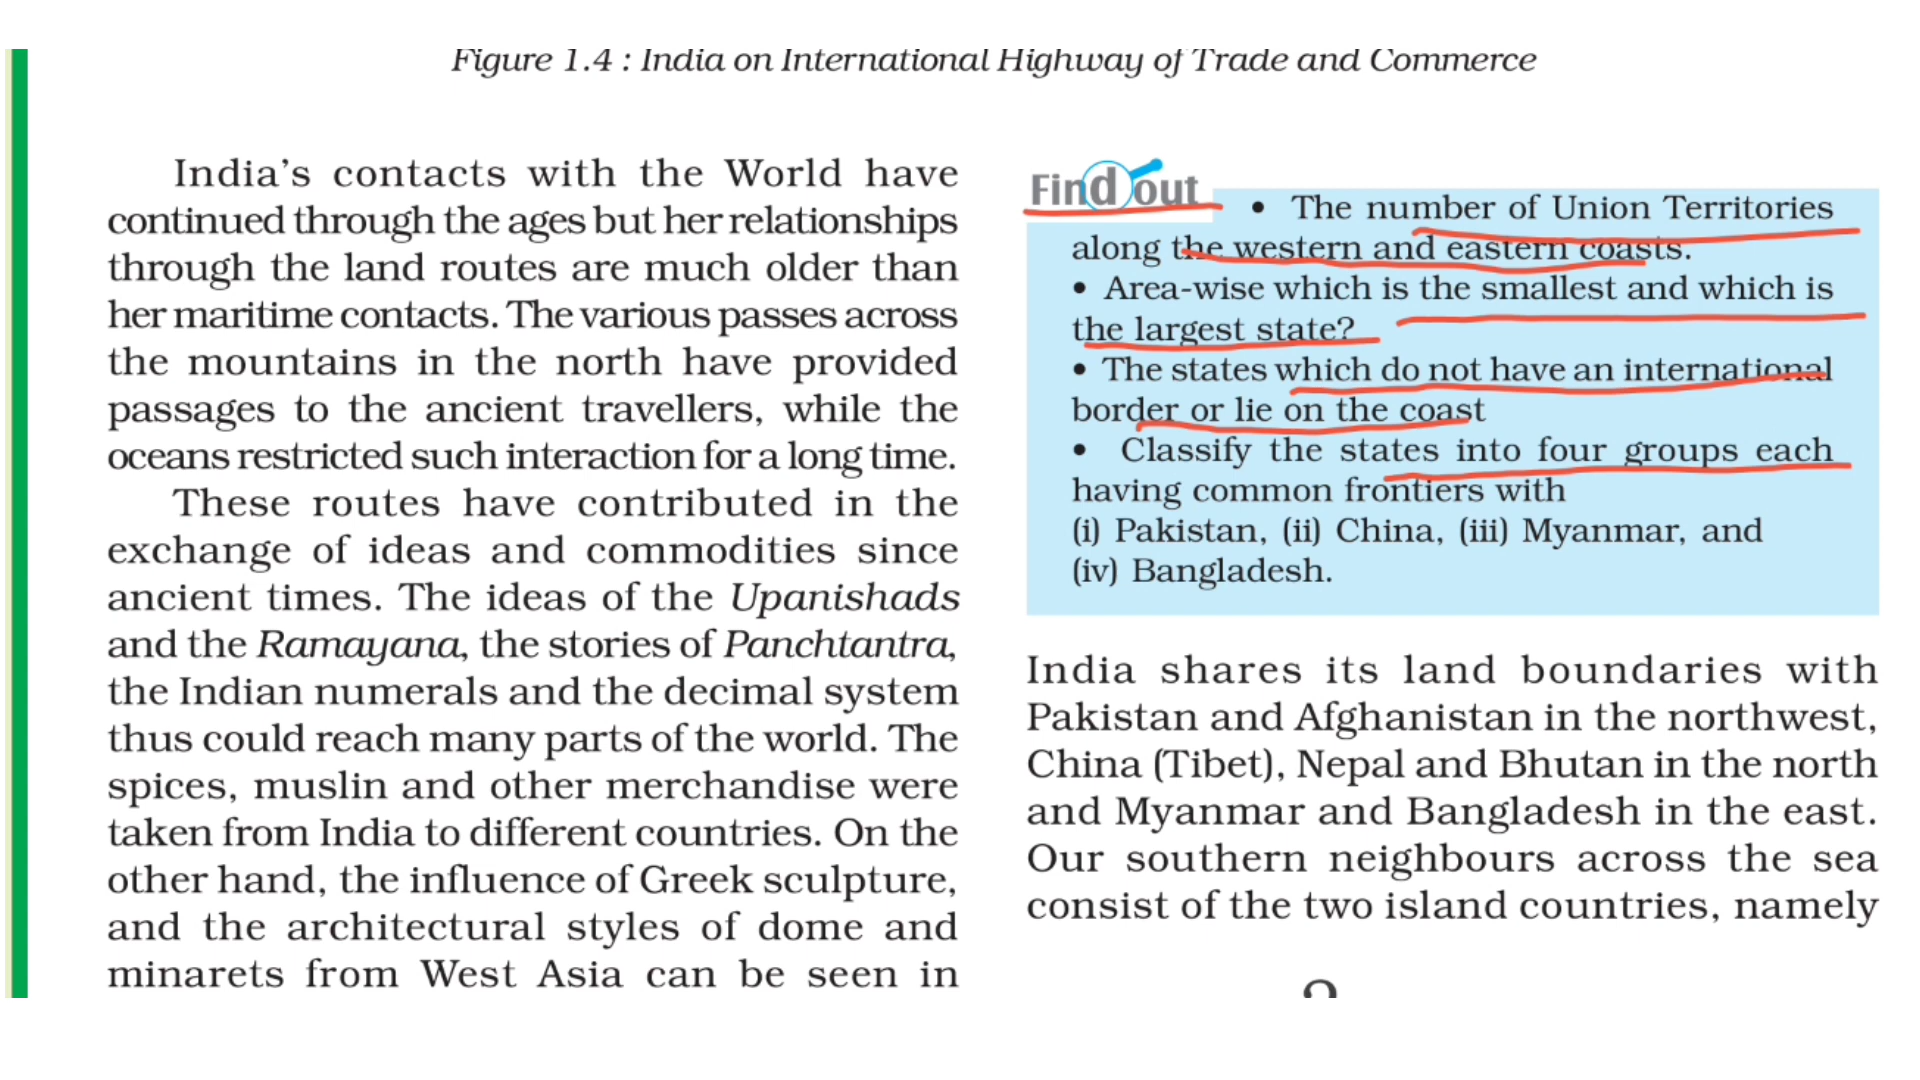 Figure 1.4 : India on International Highway of Trade and Commerce
India’s contacts with the World have
continued through the ages but her relationships
through the land routes are much older than
her maritime contacts. The various passes across
the mountains in the north have provided
passages to the ancient travellers, while the
oceans restricted such interaction for a long time.
These routes have contributed in the
exchange of ideas and commodities since
ancient times. The ideas of the Upanishads
and the Ramayana, the stories of Panchtantra,
the Indian numerals and the decimal system
thus could reach many parts of the world. The
spices, muslin and other merchandise were
taken from India to different countries. On the
other hand, the influence of Greek sculpture,
and the architectural styles of dome and
minarets from West Asia can be seen in
Find out
• The number of Union Territories
along the western and eastern coasts.
• Area-wise which is the smallest and which is
the largest state?
• The states which do not have an international
border or lie on the coast
• Classify the states into four groups each
having common frontiers with
(i) Pakistan, (ii) China, (iii) Myanmar, and
(iv) Bangladesh.
India shares its land boundaries with
Pakistan and Afghanistan in the northwest,
China (Tibet), Nepal and Bhutan in the north
and Myanmar and Bangladesh in the east.
Our southern neighbours across the sea
consist of the two island countries, namely